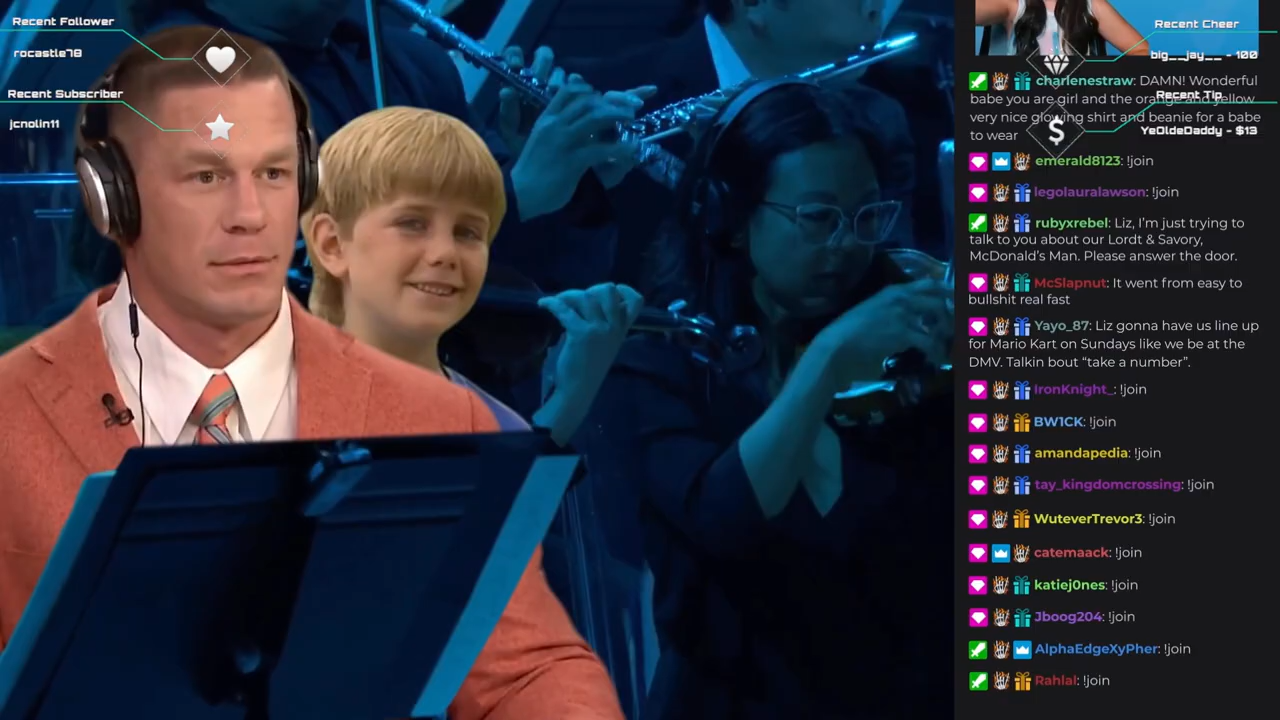 Recent Follower
rocastle78
Recent Subscriber
jcnolin11
Recent Cheer
big__jay__ - 100
Recent Tip
YeOldeDaddy - $13
charlenestraw: DAMN! Wonderful
babe you are girl and the orange and yellow
very nice glowing shirt and beanie for a babe
to wear
emerald8123: !join
legolauralawson: !join
rubyxrebel: Liz, I'm just trying to
talk to you about our Lordt & Savory,
McDonald's Man. Please answer the door.
McSlapnut: It went from easy to
bullshit real fast
Yayo_87: Liz gonna have us line up
for Mario Kart on Sundays like we be at the
DMV. Talkin bout “take a number”.
IronKnight_: !join
BW1CK: !join
amandapedia: !join
tay_kingdomcrossing: !join
WuteverTrevor3: !join
catemaack: !join
katiej0nes: !join
Jboog204: !join
AlphaEdgeXyPher: !join
Rahlal: !join